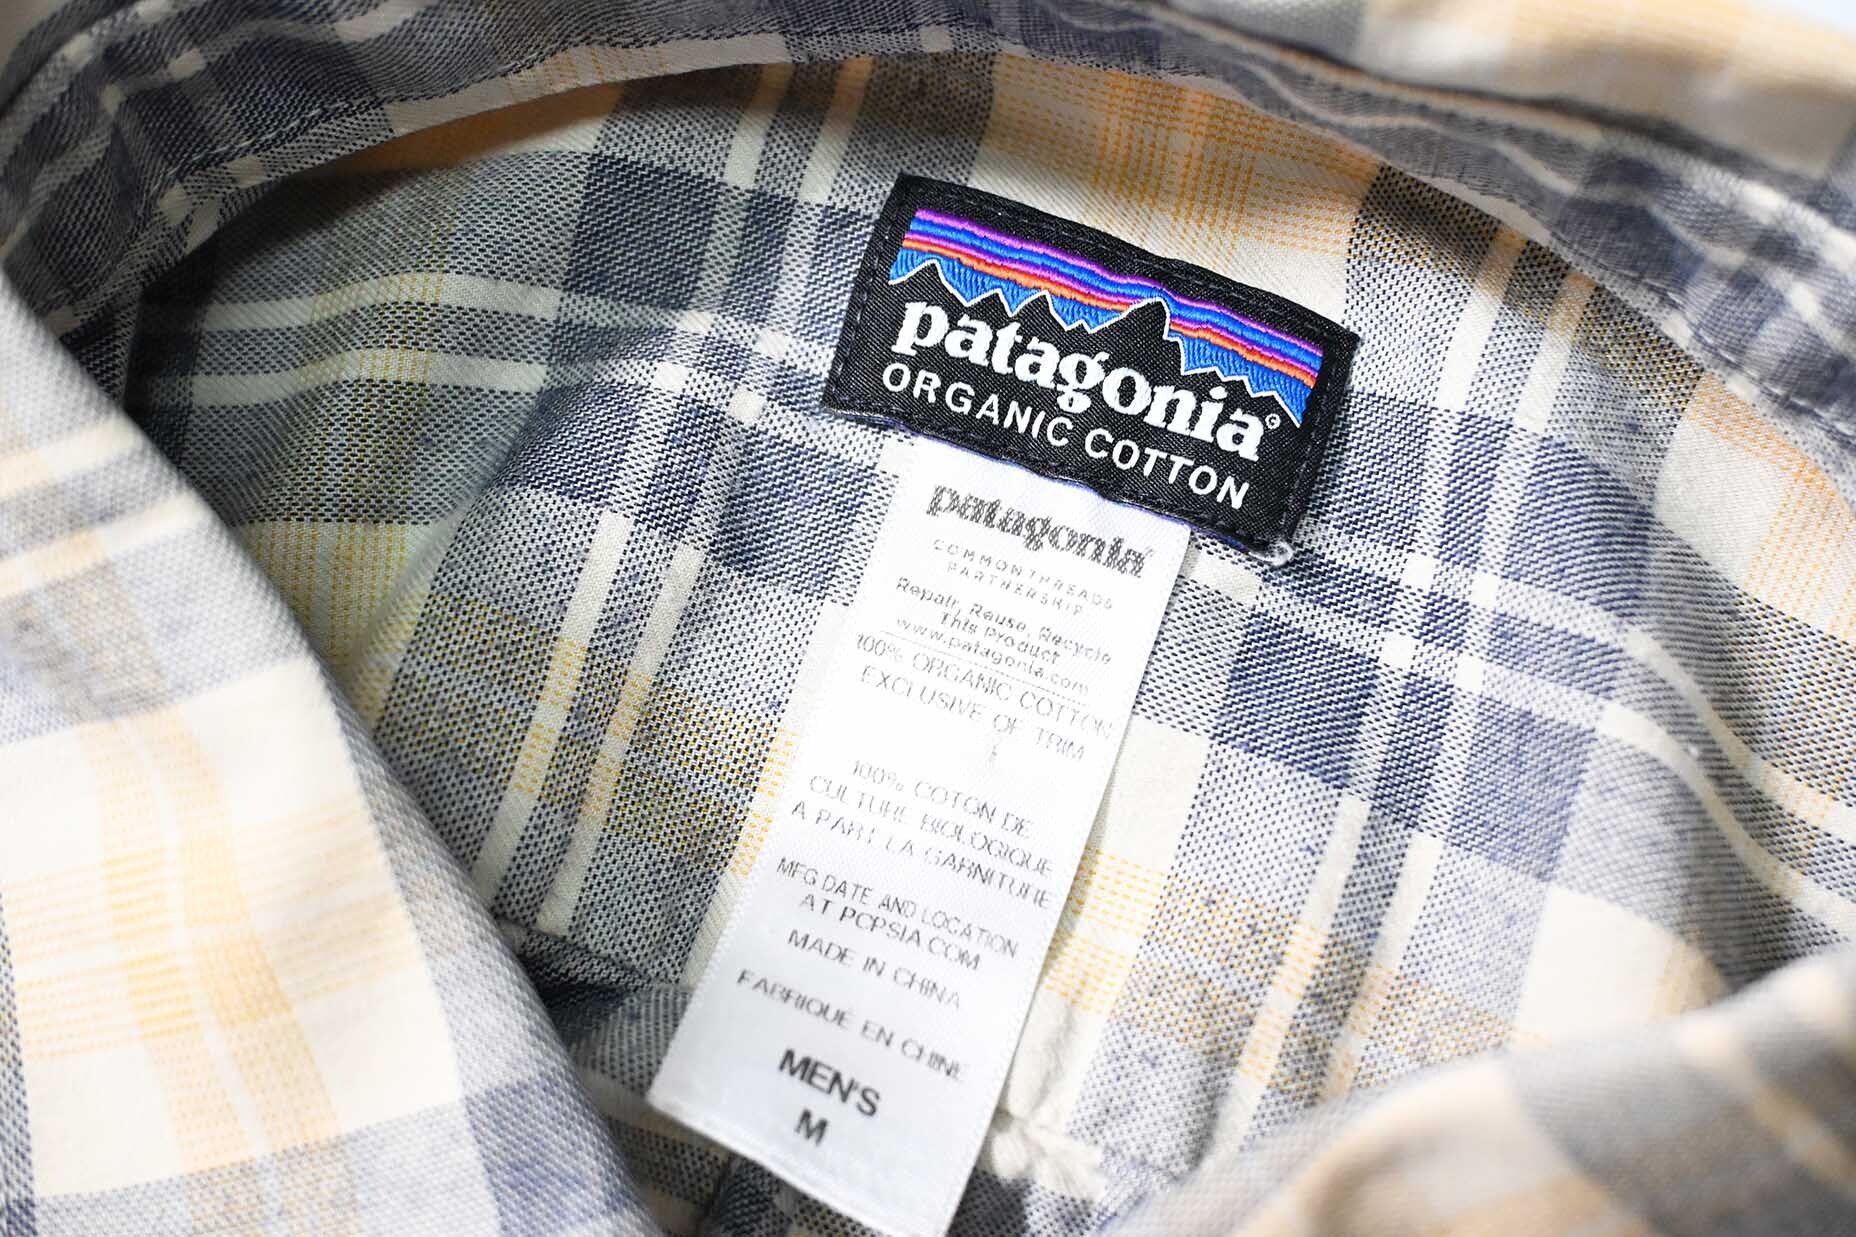 patagonia®
ORGANIC COTTON
patagonia®
COMMON THREADS
PARTNERSHIP
Repair, Reuse, Recycle
This Product
www.patagonia.com
100% ORGANIC COTTON
EXCLUSIVE OF TRIM
100% COTON DE
CULTURE BIOLOGIQUE
A PART LA GARNITURE
MFG DATE AND LOCATION
AT PCPSIA.COM
MADE IN CHINA
FABRIQUE EN CHINE
MEN'S
M